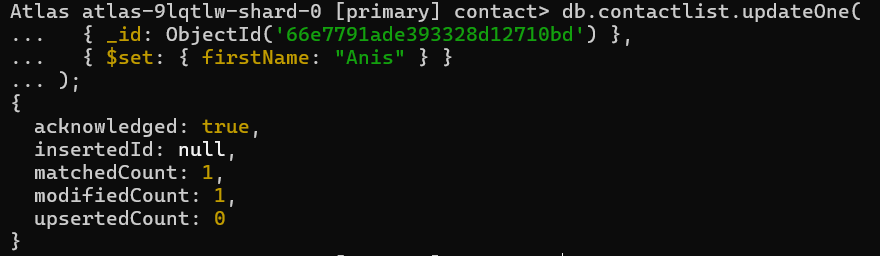 Atlas atlas-9lqtlw-shard-0 [primary] contact> db.contactlist.updateOne(
...   { _id: ObjectId('66e7791ade393328d12710bd') },
...   { $set: { firstName: "Anis" } }
... );
{
  acknowledged: true,
  insertedId: null,
  matchedCount: 1,
  modifiedCount: 1,
  upsertedCount: 0
}